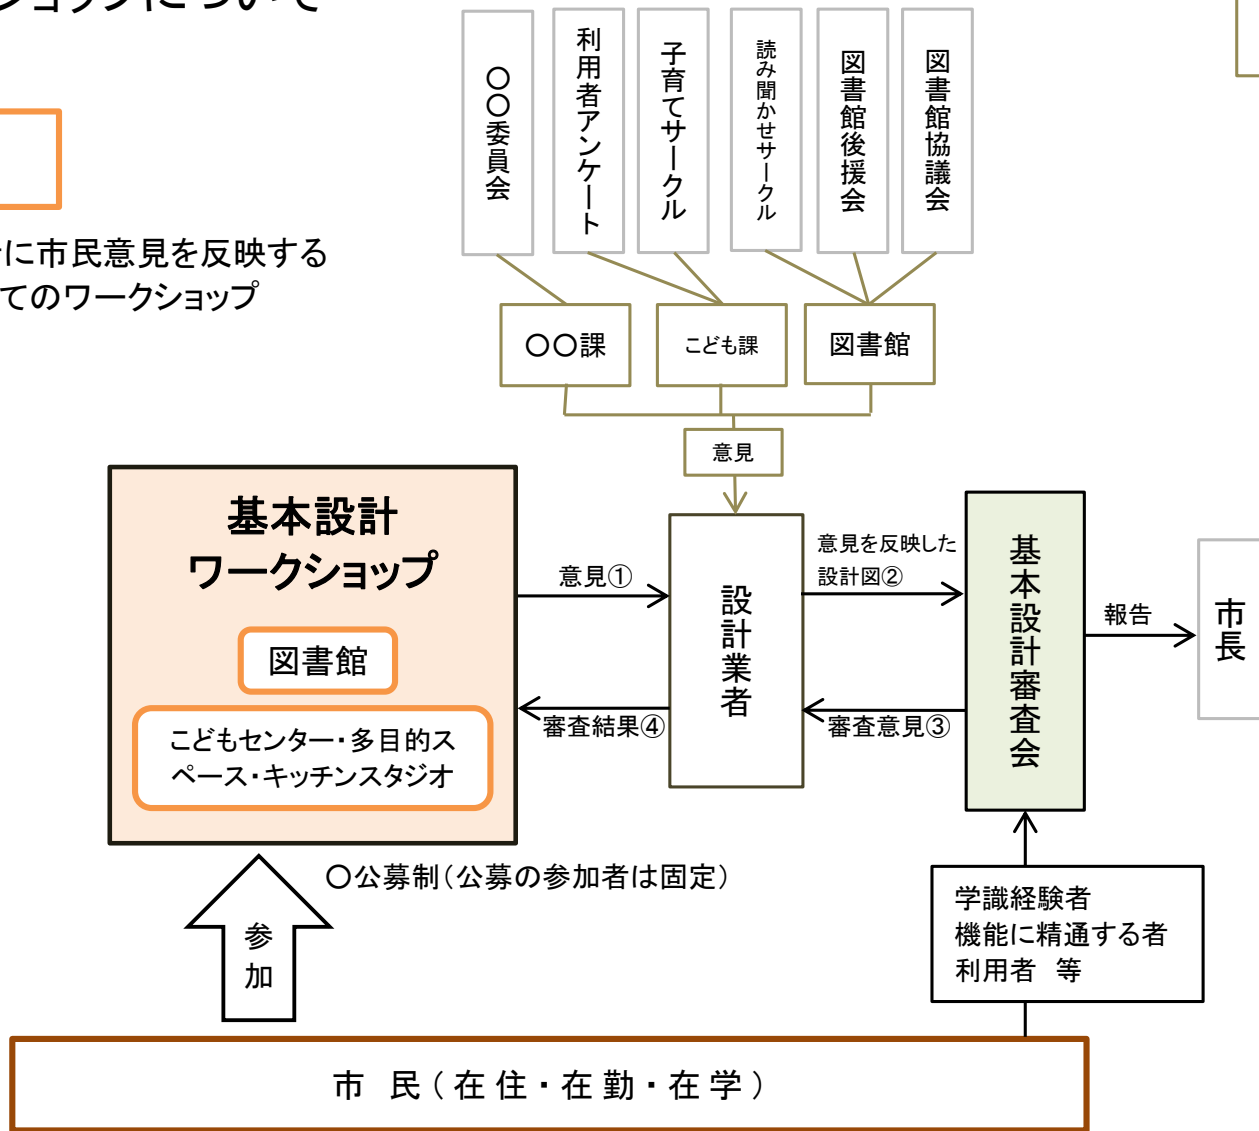 ショップについて
に市民意見を反映する
てのワークショップ
〇〇委員会
利用者アンケート
子育てサークル
読み聞かせサークル
図書館後援会
図書館協議会
〇〇課
こども課
図書館
意見
基本設計
ワークショップ
図書館
こどもセンター・多目的ス
ペース・キッチンスタジオ
意見①
審査結果④
設計業者
意見を反映した
設計図②
審査意見③
基本設計審査会
報告
市長
〇公募制(公募の参加者は固定)
参加
学識経験者
機能に精通する者
利用者　等
市　民(在住・在勤・在学)